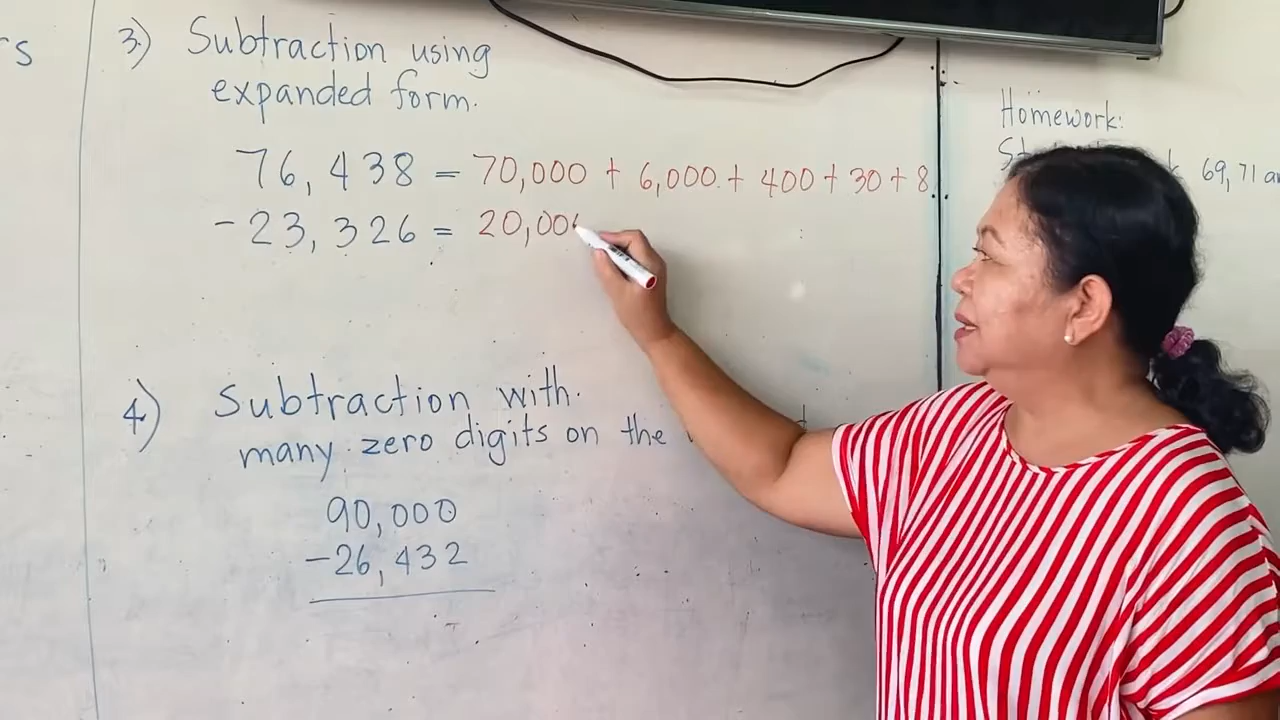 rs
3.) Subtraction using
expanded form.
76,438 = 70,000 + 6,000 + 400 + 30 + 8
- 23,326 = 20,00
4.) Subtraction with
many zero digits on the
90,000
- 26,432
Homework:
69, 71